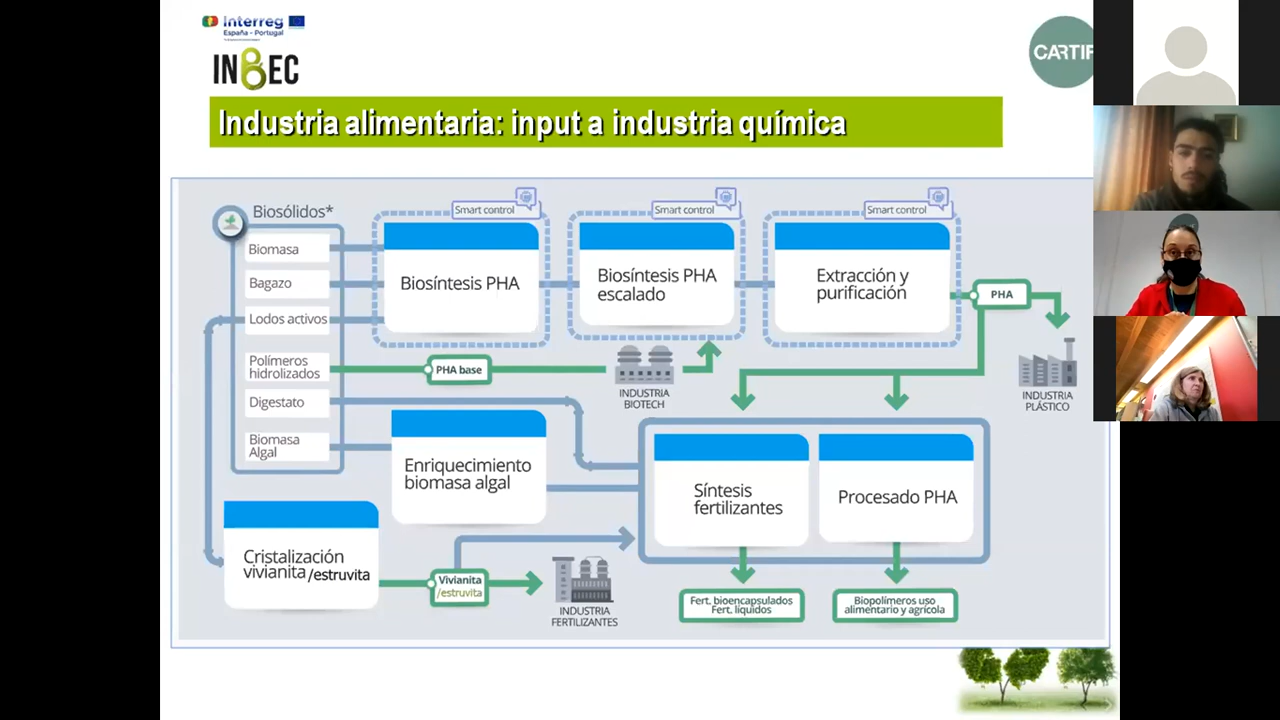 Interreg
España - Portugal
INBEC
CARTIF
Industria alimentaria: input a industria química
Biosólidos*
Biomasa
Bagazo
Lodos activos
Polímeros
hidrolizados
Digestato
Biomasa
Algal
Smart control
Biosíntesis PHA
Smart control
Biosíntesis PHA
escalado
Smart control
Extracción y
purificación
PHA
PHA base
INDUSTRIA
BIOTECH
INDUSTRIA
PLÁSTICO
Enriquecimiento
biomasa algal
Síntesis
fertilizantes
Procesado PHA
Cristalización
vivianita/estruvita
Vivianita
/estruvita
INDUSTRIA
FERTILIZANTES
Fert. bioencapsulados
Fert. líquidos
Biopolímeros uso
alimentario y agrícola